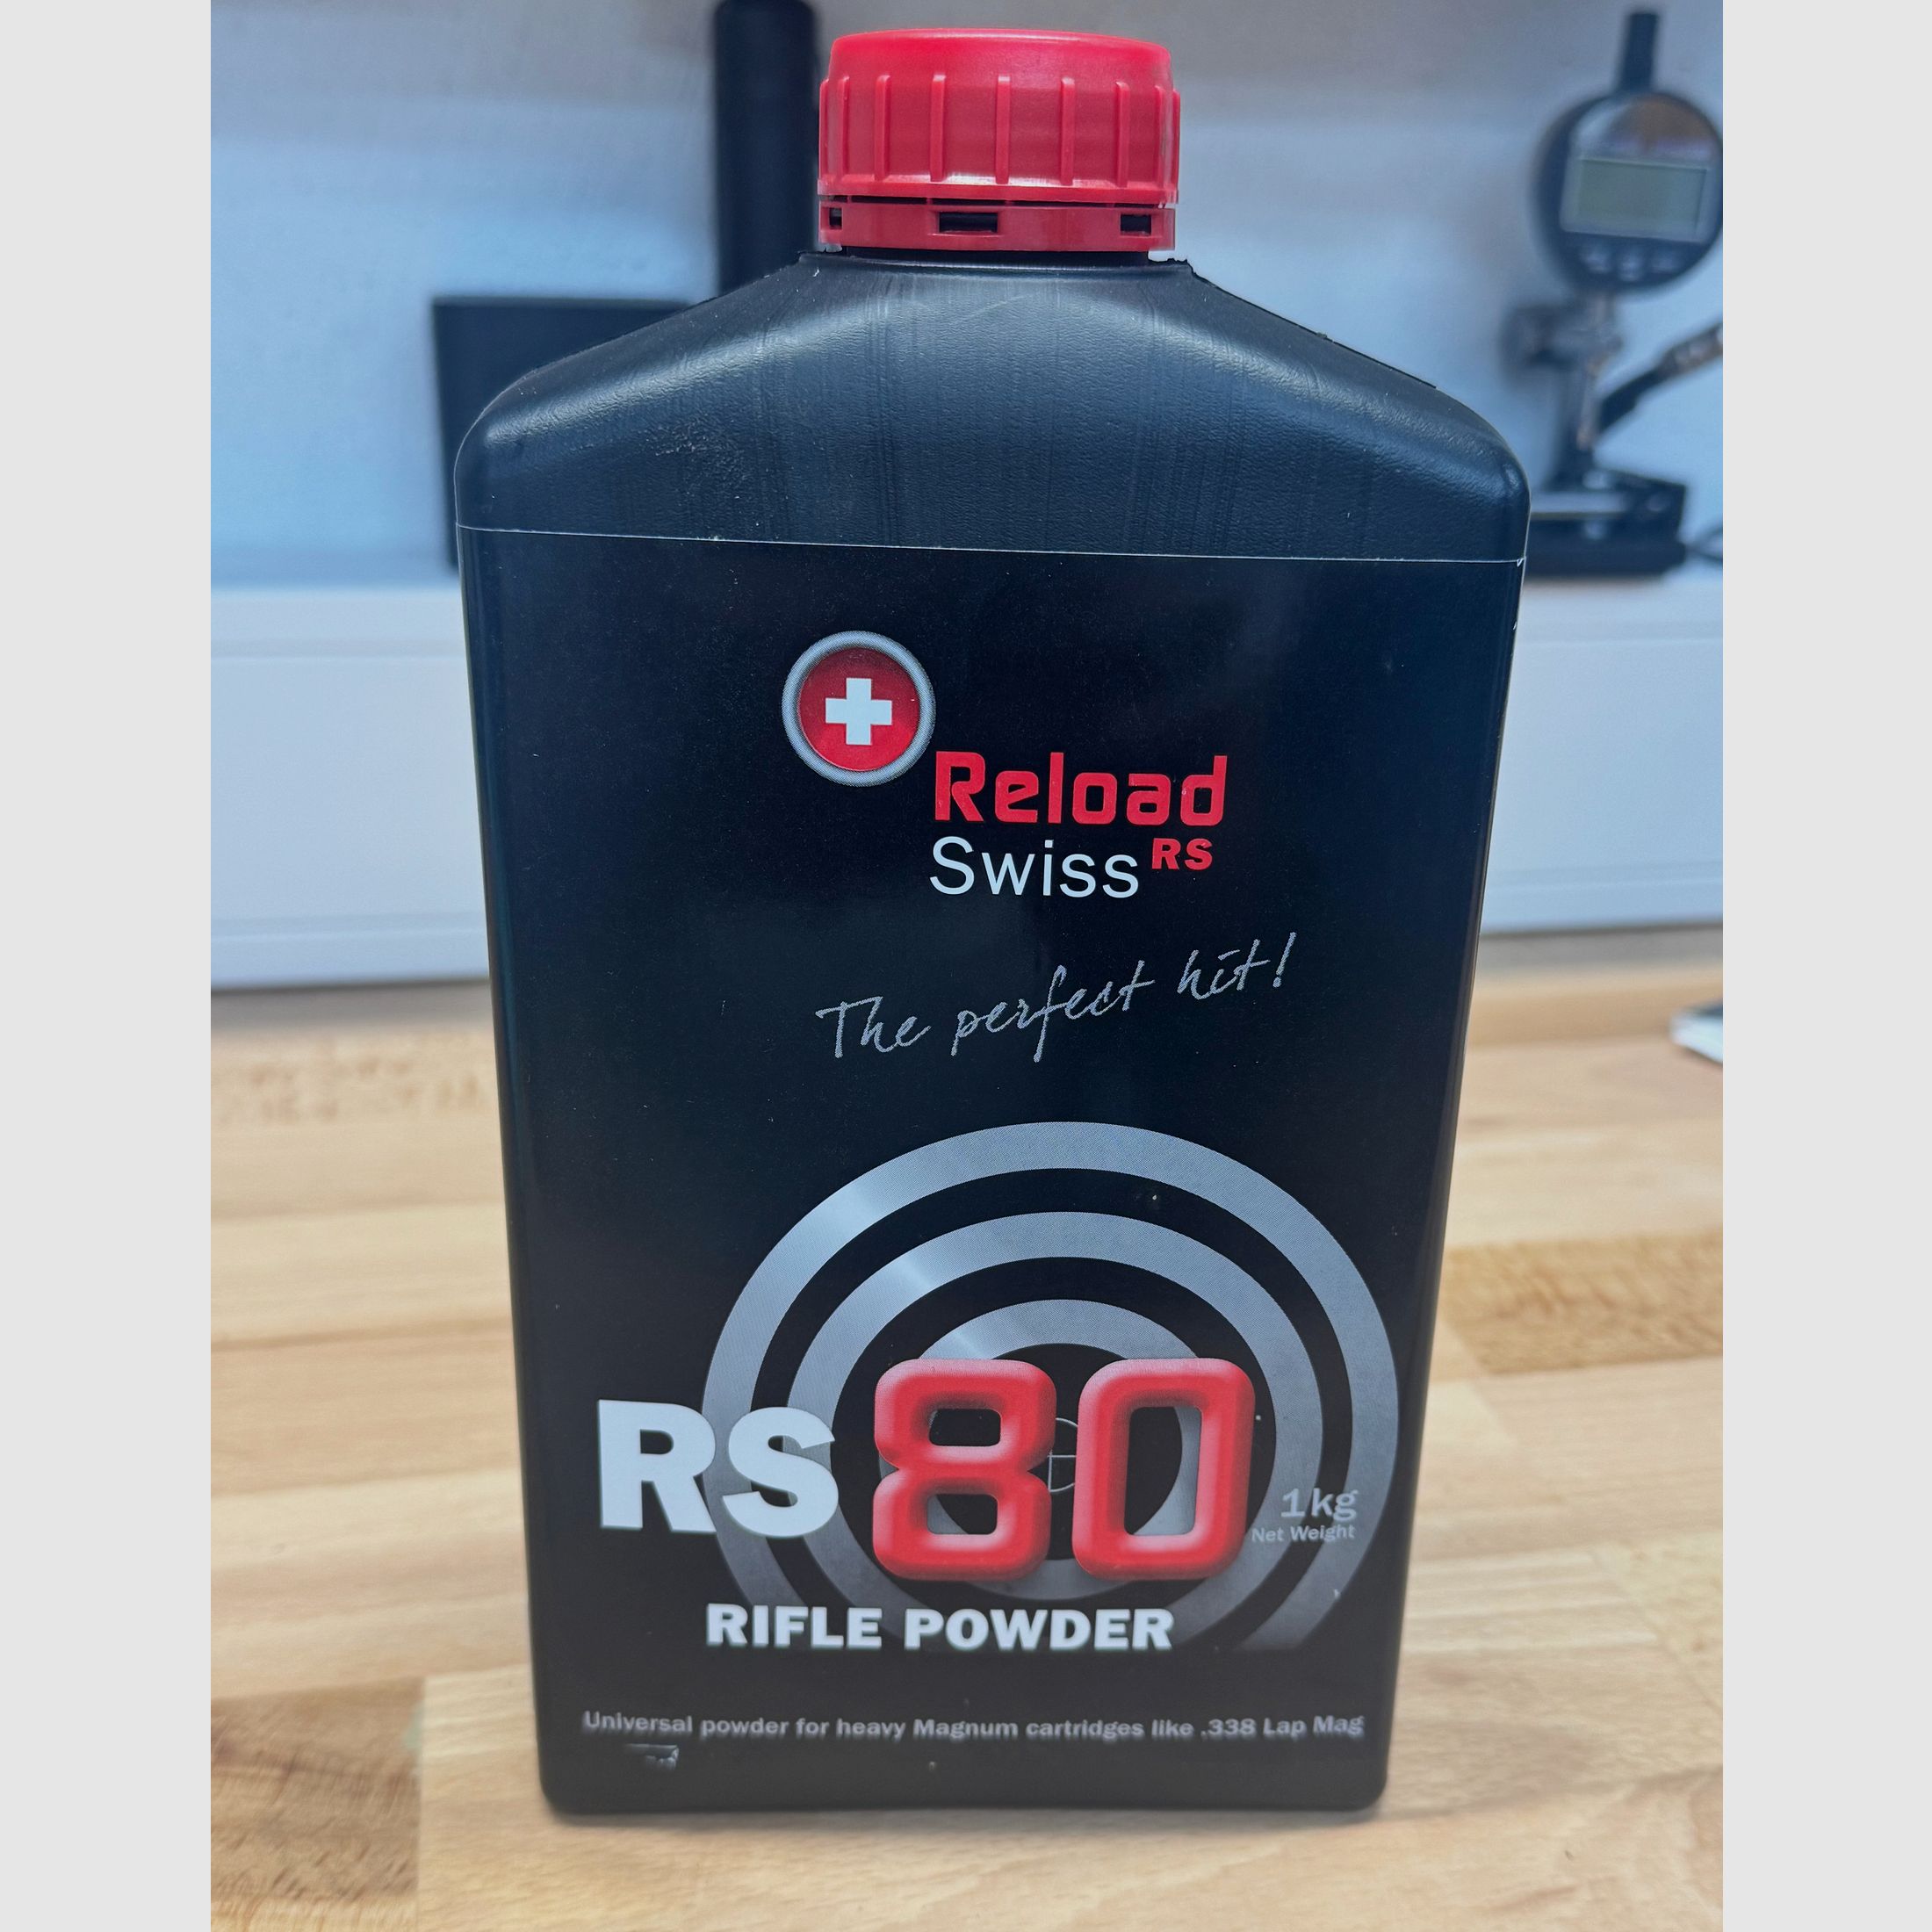 Reload
Swiss RS
The perfect hit!
RS 80
1kg
Net Weight
RIFLE POWDER
Universal powder for heavy Magnum cartridges like .338 Lap Mag